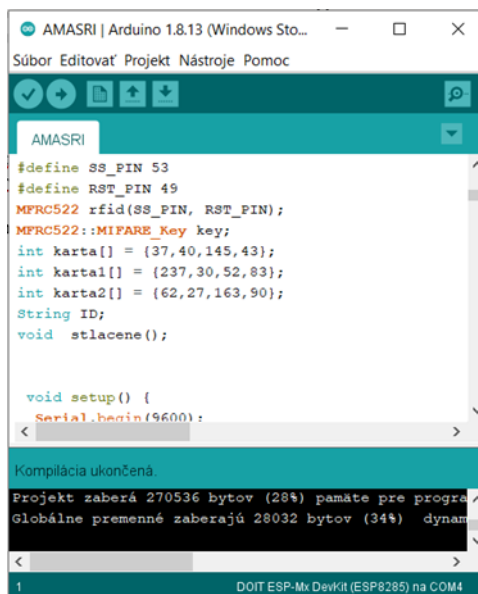 AMASRI | Arduino 1.8.13 (Windows Sto...
Súbor Editovať Projekt Nástroje Pomoc
AMASRI
#define SS_PIN 53
#define RST_PIN 49
MFRC522 rfid(SS_PIN, RST_PIN);
MFRC522::MIFARE_Key key;
int karta[] = {37,40,145,43};
int karta1[] = {237,30,52,83};
int karta2[] = {62,27,163,90};
String ID;
void  stlacene();
void setup() {
Serial.begin(9600);
Kompilácia ukončená.
Projekt zaberá 270536 bytov (28%) pamäte pre progra
Globálne premenné zaberajú 28032 bytov (34%)  dynam
1 DOIT ESP-Mx DevKit (ESP8285) na COM4